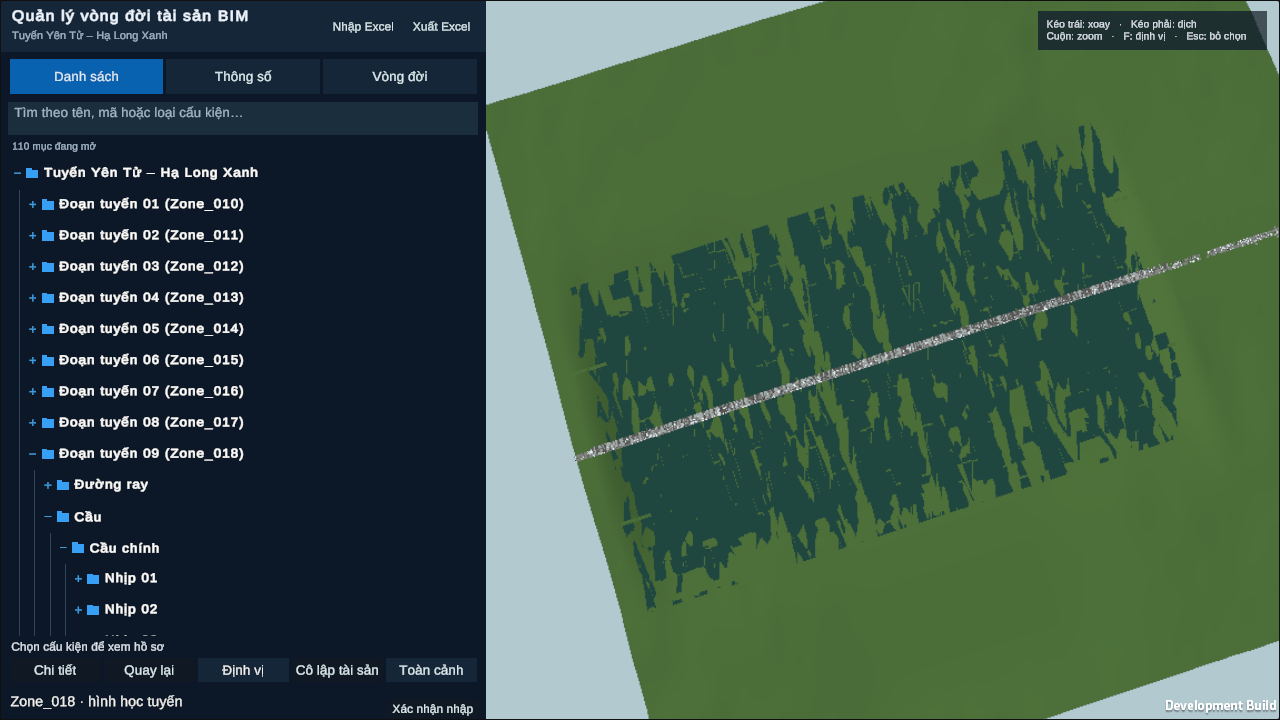 Quản lý vòng đời tài sản BIM
Tuyến Yên Tử – Hạ Long Xanh
Nhập Excel
Xuất Excel
Danh sách
Thông số
Vòng đời
Tìm theo tên, mã hoặc loại cấu kiện...
110 mục đang mở
Tuyến Yên Tử – Hạ Long Xanh
Đoạn tuyến 01 (Zone_010)
Đoạn tuyến 02 (Zone_011)
Đoạn tuyến 03 (Zone_012)
Đoạn tuyến 04 (Zone_013)
Đoạn tuyến 05 (Zone_014)
Đoạn tuyến 06 (Zone_015)
Đoạn tuyến 07 (Zone_016)
Đoạn tuyến 08 (Zone_017)
Đoạn tuyến 09 (Zone_018)
Đường ray
Cầu
Cầu chính
Nhịp 01
Nhịp 02
Chọn cấu kiện để xem hồ sơ
Chi tiết
Quay lại
Định vị
Cô lập tài sản
Toàn cảnh
Zone_018 · hình học tuyến
Xác nhận nhập
Kéo trái: xoay · Kéo phải: dịch
Cuộn: zoom · F: định vị · Esc: bỏ chọn
Development Build